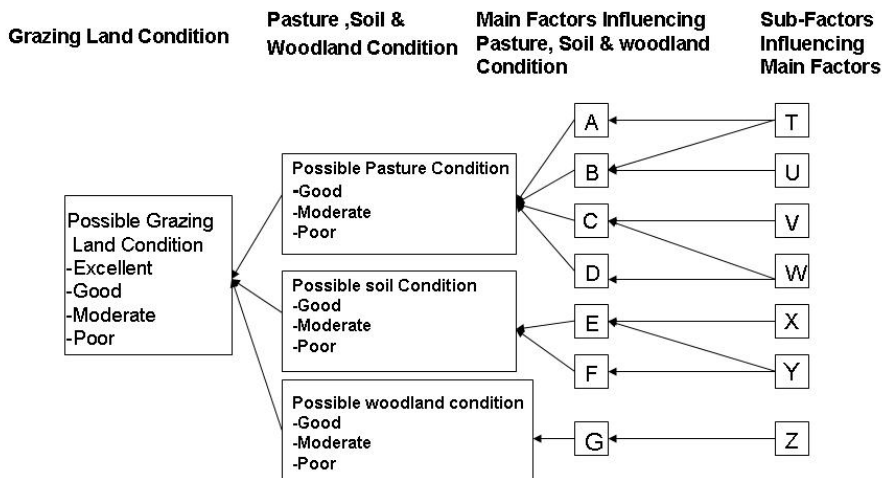 Grazing Land Condition
Pasture ,Soil &
Woodland Condition
Main Factors Influencing
Pasture, Soil & woodland
Condition
Sub-Factors
Influencing
Main Factors
Possible Grazing
Land Condition
-Excellent
-Good
-Moderate
-Poor
Possible Pasture Condition
-Good
-Moderate
-Poor
Possible soil Condition
-Good
-Moderate
-Poor
Possible woodland condition
-Good
-Moderate
-Poor
A
B
C
D
E
F
G
T
U
V
W
X
Y
Z